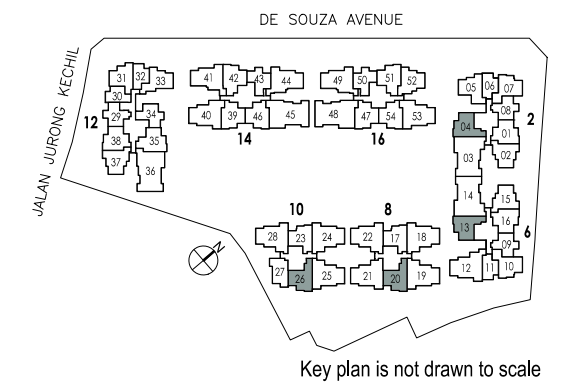 DE SOUZA AVENUE
JALAN JURONG KECHIL
31 32 33
30
29 34
12
38 35
37 36
41 42 43 44
40 39 46 45
14
49 50 51 52
48 47 54 53
16
05 06 07
08
04 01
2
03 02
14 15
13 16
6
09
12 11 10
10
28 23 24
27 26 25
8
22 17 18
21 20 19
N
Key plan is not drawn to scale